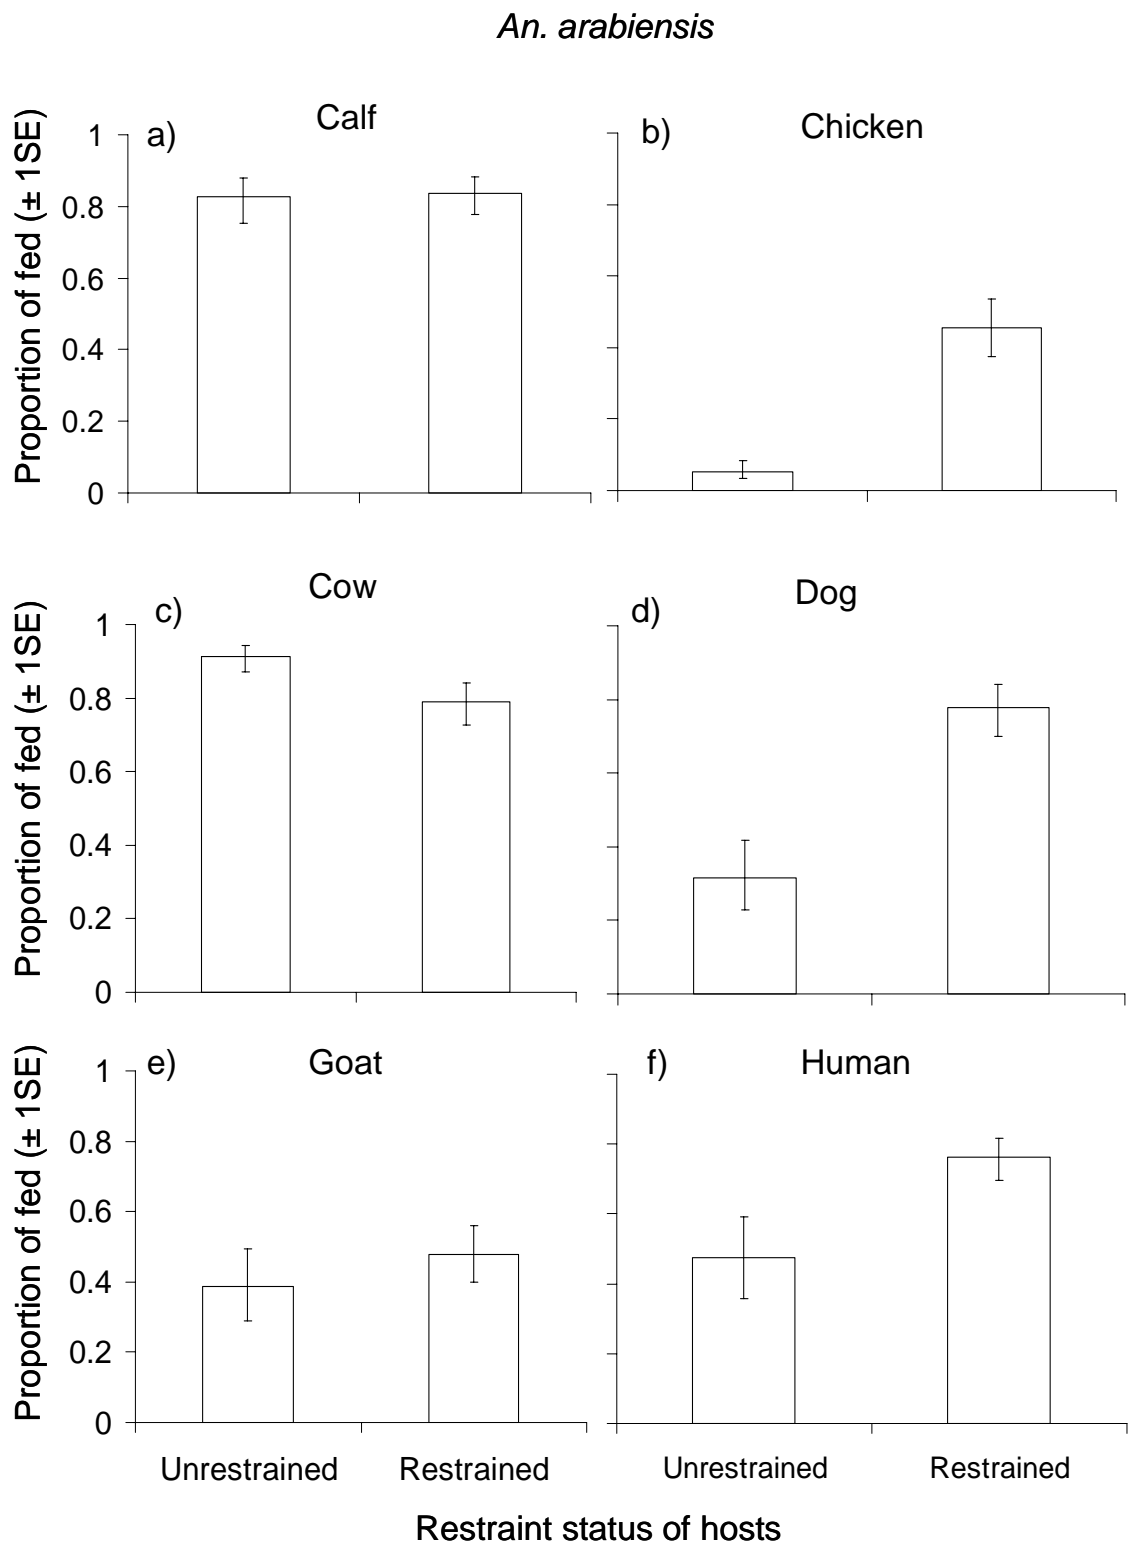 An. arabiensis
a)
Calf
b)
Chicken
Proportion of fed (± 1SE)
1
0.8
0.6
0.4
0.2
0
c)
Cow
d)
Dog
Proportion of fed (± 1SE)
1
0.8
0.6
0.4
0.2
0
e)
Goat
f)
Human
Proportion of fed (± 1SE)
1
0.8
0.6
0.4
0.2
0
Unrestrained Restrained Unrestrained Restrained
Restraint status of hosts